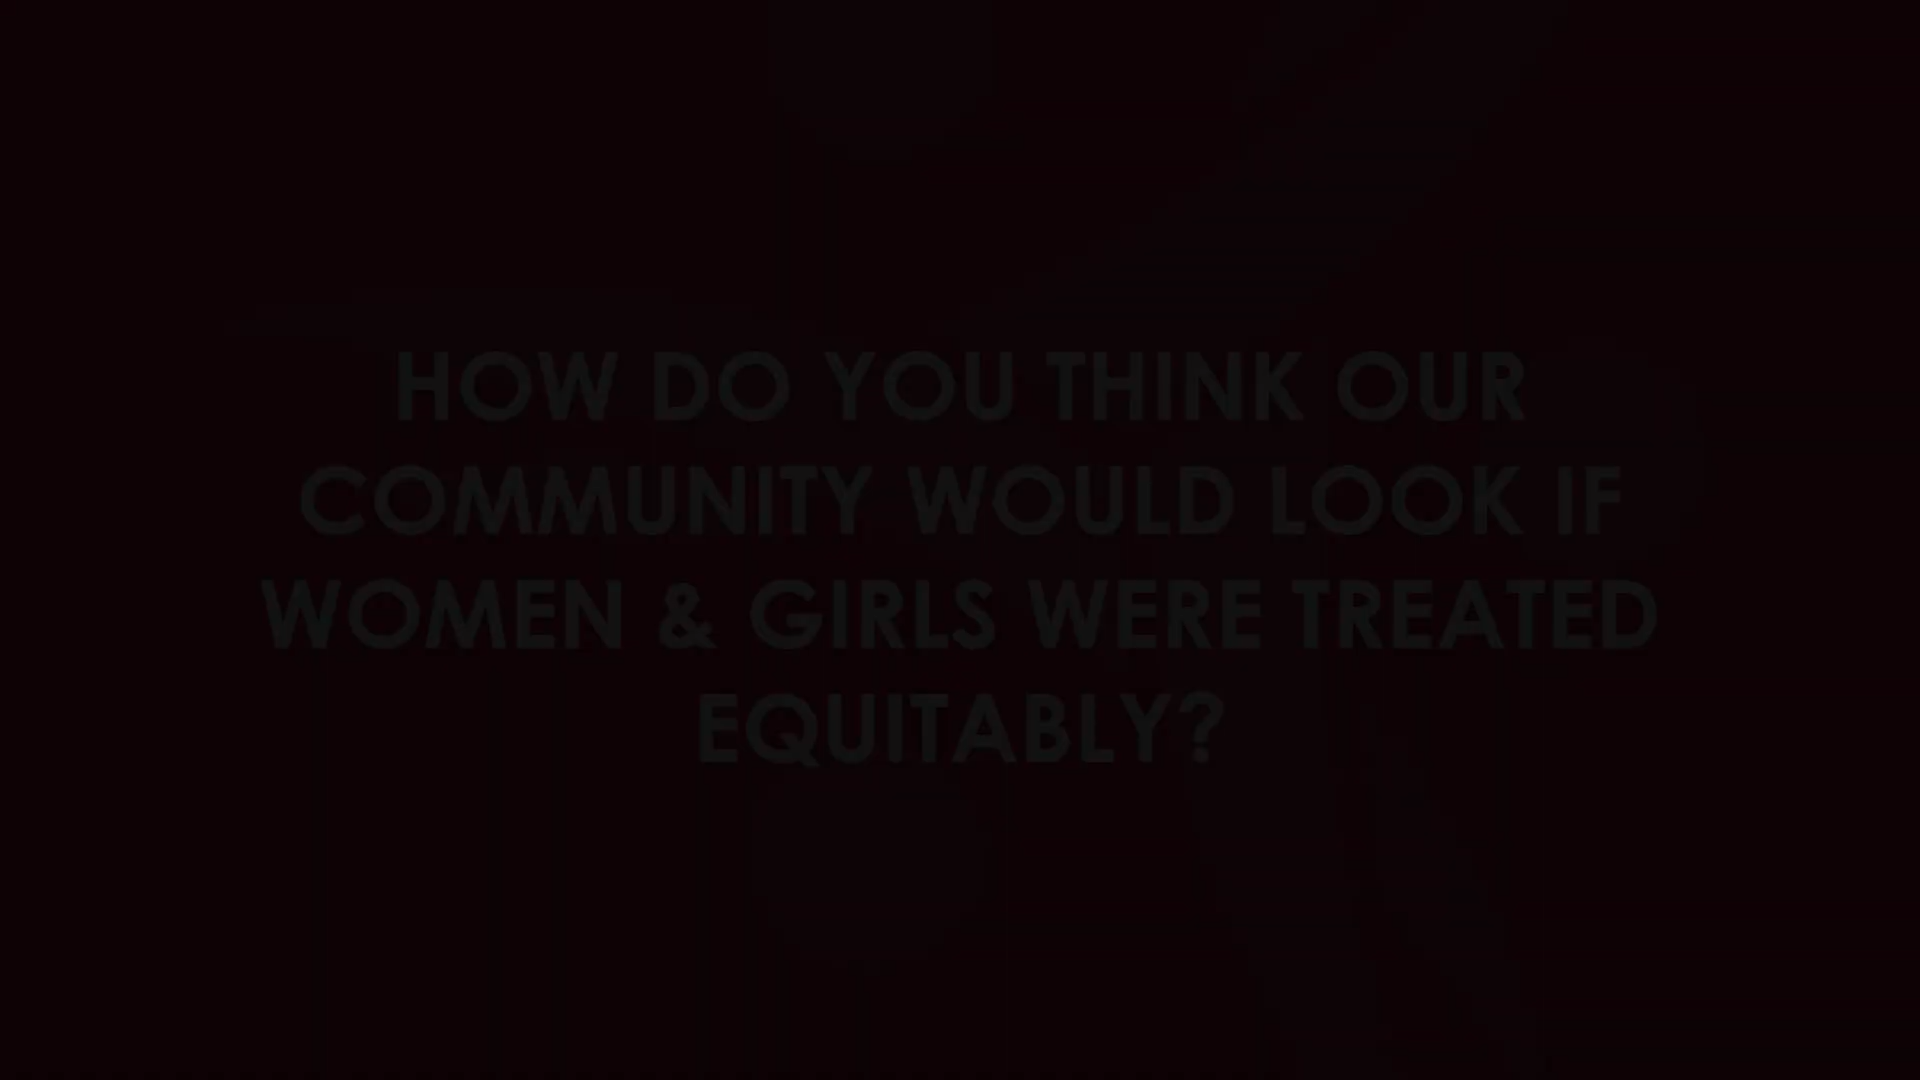 HOW DO YOU THINK OUR
COMMUNITY WOULD LOOK IF
WOMEN & GIRLS WERE TREATED
EQUITABLY?